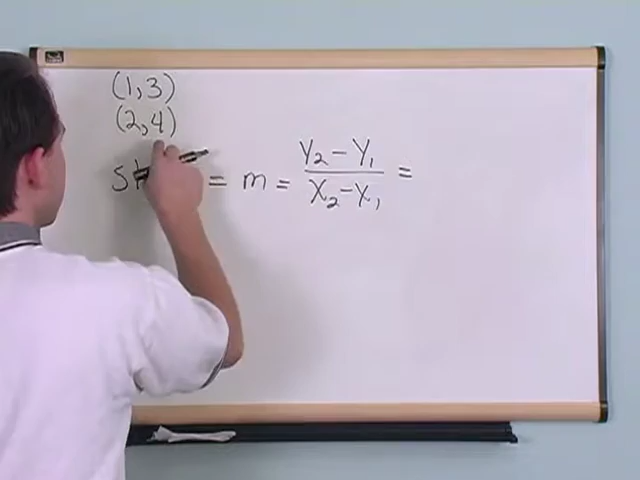 (1,3)
(2,4)
= m = y₂ - y₁ / x₂ - x₁ =